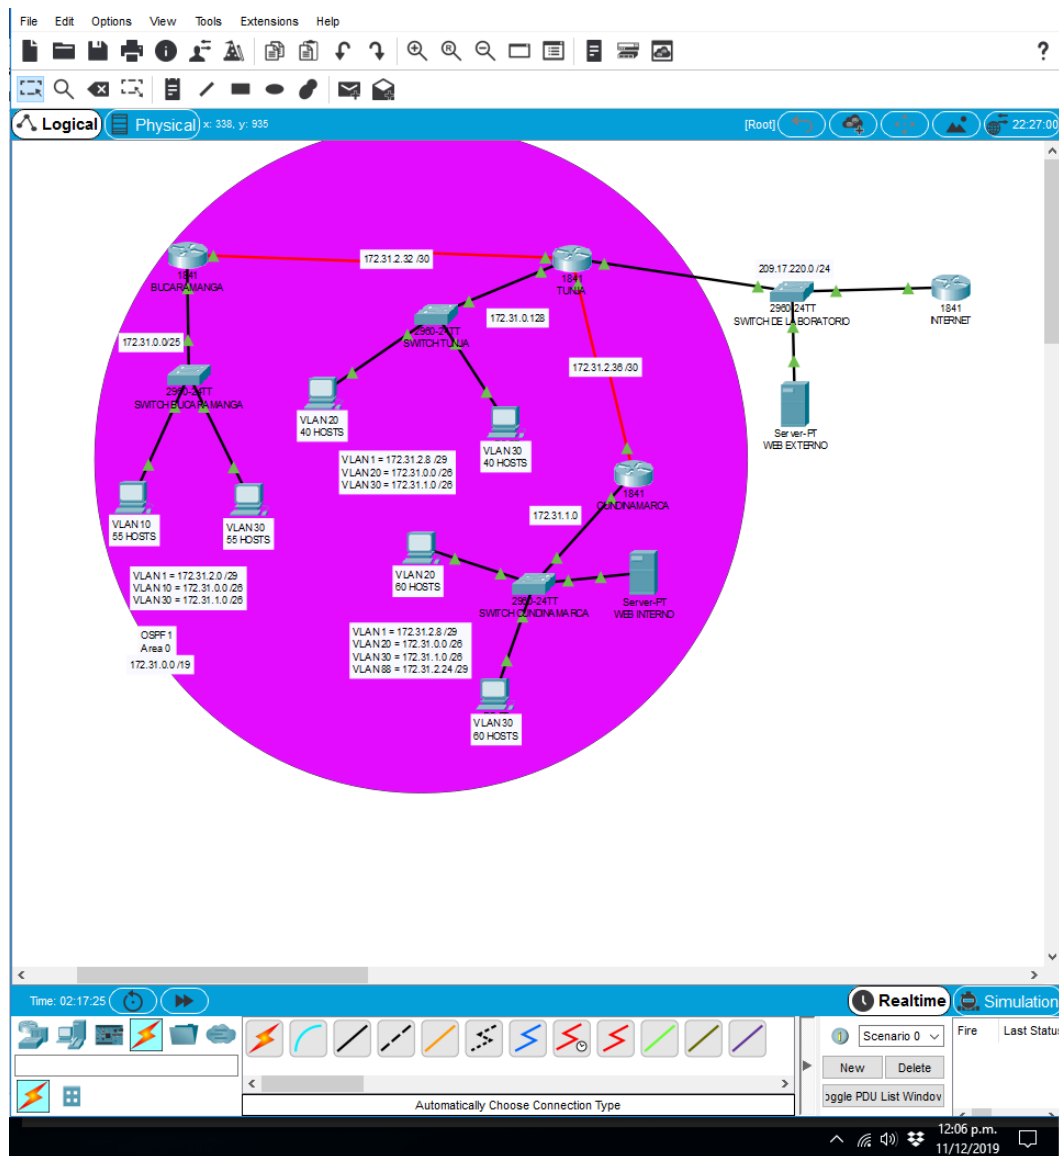 File Edit Options View Tools Extensions Help
?
Logical Physical x: 338, y: 935 [Root] 22:27:00
172.31.2.32 /30
1841
BUCARAMANGA
1841
TUNJA
209.17.220.0 /24
2960-24TT
SWITCH DE LABORATORIO
1841
INTERNET
172.31.0.128
2960-24TT
SWITCH TUNJA
172.31.0.0/25
172.31.2.36 /30
2960-24TT
SWITCH BUCARAMANGA
VLAN 20
40 HOSTS
VLAN 30
40 HOSTS
Server-PT
WEB EXTERNO
VLAN 1 = 172.31.2.8 /29
VLAN 20 = 172.31.0.0 /26
VLAN 30 = 172.31.1.0 /26
1841
CUNDINAMARCA
VLAN 10
55 HOSTS
VLAN 30
55 HOSTS
172.31.1.0
VLAN 1 = 172.31.2.0 /29
VLAN 10 = 172.31.0.0 /26
VLAN 30 = 172.31.1.0 /26
VLAN 20
60 HOSTS
2960-24TT
SWITCH CUNDINAMARCA
Server-PT
WEB INTERNO
OSPF 1
Area 0
172.31.0.0 /19
VLAN 1 = 172.31.2.8 /29
VLAN 20 = 172.31.0.0 /26
VLAN 30 = 172.31.1.0 /26
VLAN 88 = 172.31.2.24 /29
VLAN 30
60 HOSTS
Time: 02:17:25 Realtime Simulation
Scenario 0 Fire Last Statu
New Delete
oggle PDU List Window
Automatically Choose Connection Type
12:06 p.m.
11/12/2019